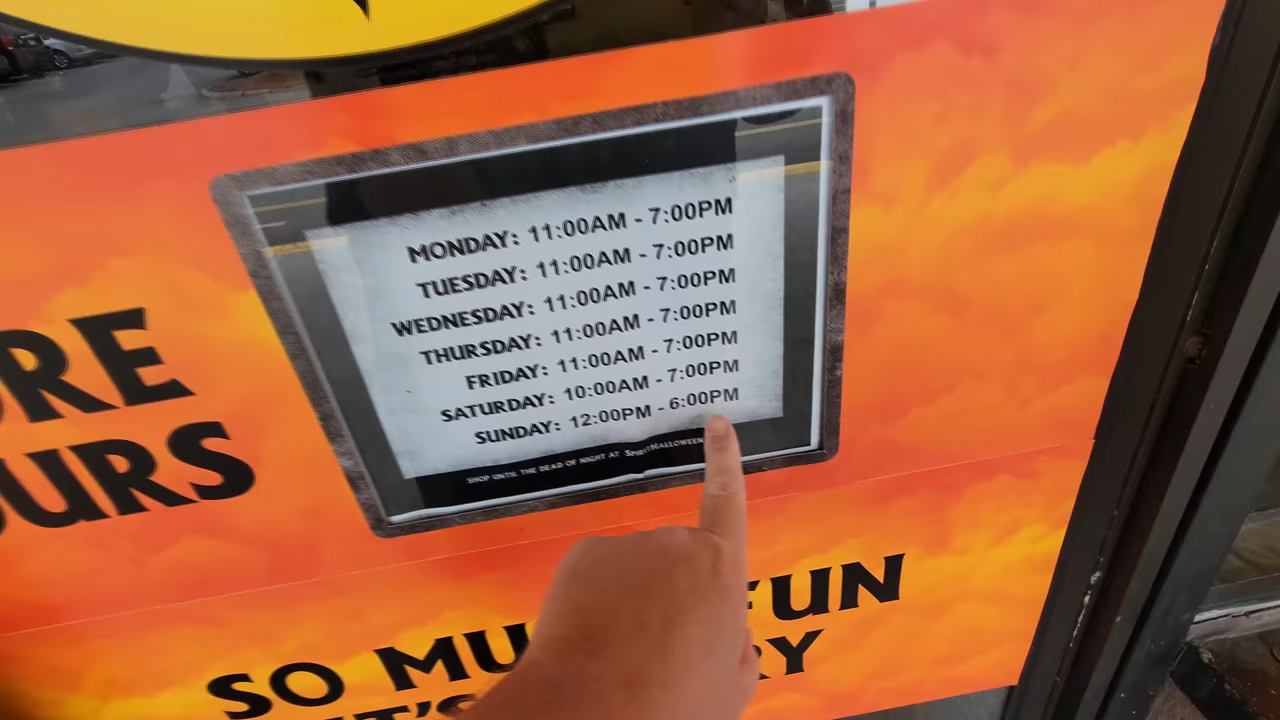 URS
MONDAY: 11:00AM - 7:00PM
TUESDAY: 11:00AM - 7:00PM
WEDNESDAY: 11:00AM - 7:00PM
THURSDAY: 11:00AM - 7:00PM
FRIDAY: 11:00AM - 7:00PM
SATURDAY: 10:00AM - 7:00PM
SUNDAY: 12:00PM - 6:00PM
SHOP UNTIL THE DEAD OF NIGHT AT SPIRITHALLOWEEN
SO MU FUN
IT'S RY